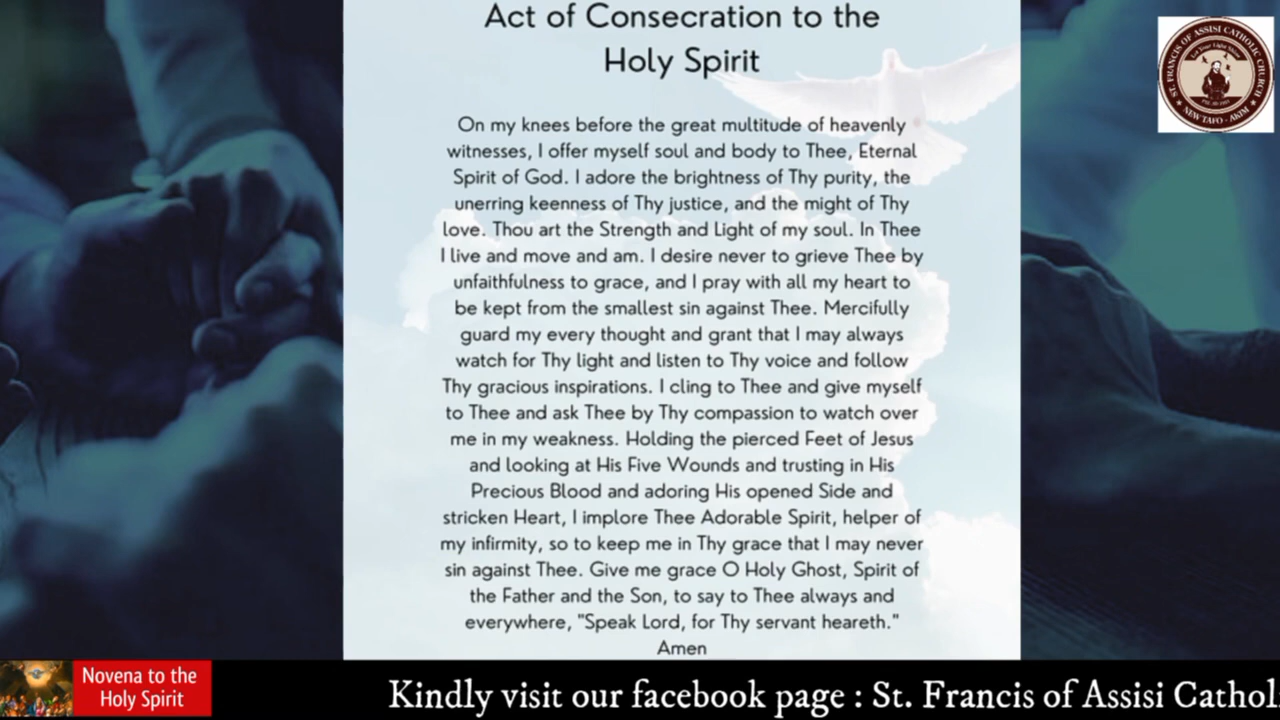 Act of Consecration to the
Holy Spirit
On my knees before the great multitude of heavenly
witnesses, I offer myself soul and body to Thee, Eternal
Spirit of God. I adore the brightness of Thy purity, the
unerring keenness of Thy justice, and the might of Thy
love. Thou art the Strength and Light of my soul. In Thee
I live and move and am. I desire never to grieve Thee by
unfaithfulness to grace, and I pray with all my heart to
be kept from the smallest sin against Thee. Mercifully
guard my every thought and grant that I may always
watch for Thy light and listen to Thy voice and follow
Thy gracious inspirations. I cling to Thee and give myself
to Thee and ask Thee by Thy compassion to watch over
me in my weakness. Holding the pierced Feet of Jesus
and looking at His Five Wounds and trusting in His
Precious Blood and adoring His opened Side and
stricken Heart, I implore Thee Adorable Spirit, helper of
my infirmity, so to keep me in Thy grace that I may never
sin against Thee. Give me grace O Holy Ghost, Spirit of
the Father and the Son, to say to Thee always and
everywhere, "Speak Lord, for Thy servant heareth."
Amen
ST. FRANCIS OF ASSISI CATHOLIC CHURCH
NEW TAFO - AKIM
Novena to the
Holy Spirit
Kindly visit our facebook page : St. Francis of Assisi Cathol